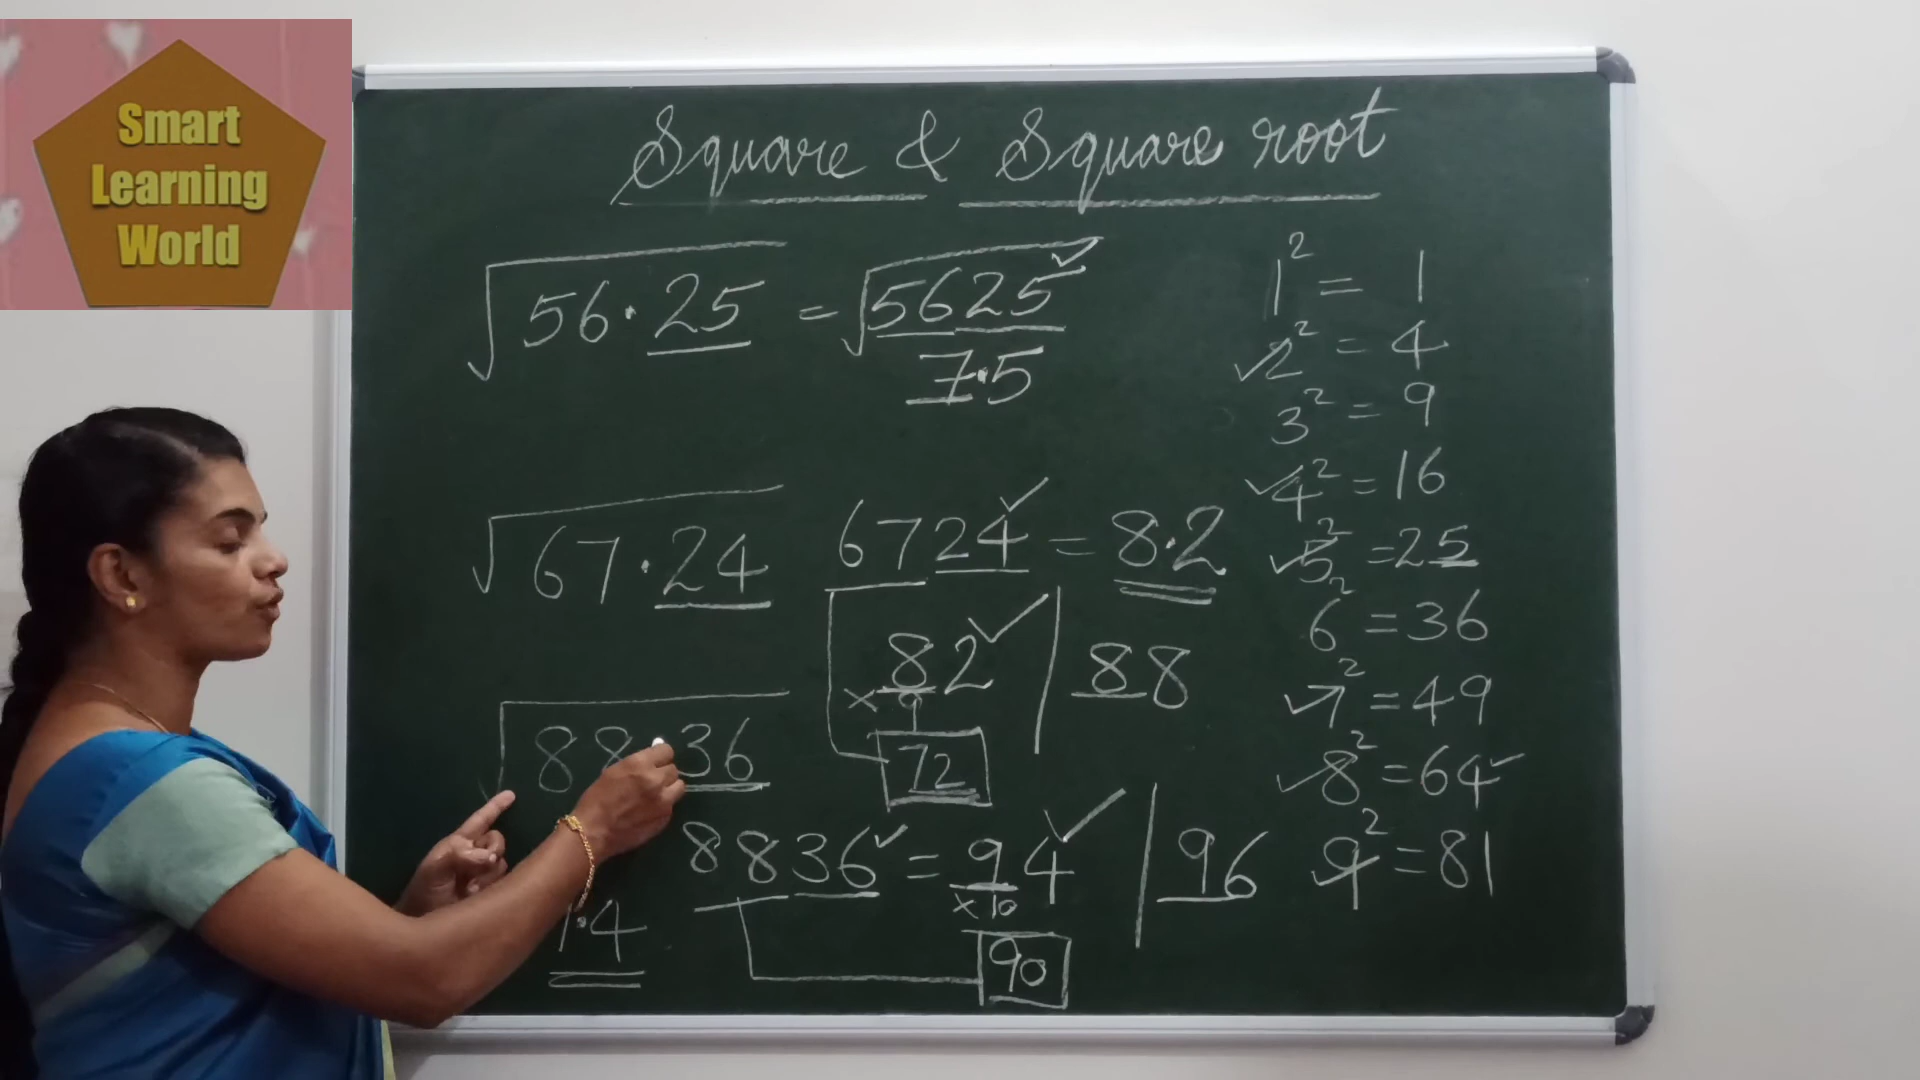 Smart
Learning
World
Square & Square root
√56.25 = √5625 ✓
7.5
√67.24 6724 ✓ = 8.2
82 ✓ | 88
× 9
72
√88.36
8836 ✓ = 94 ✓ | 96
× 10
90
.4
1² = 1
✓2² = 4
3² = 9
✓4² = 16
✓5² = 25
6² = 36
✓7² = 49
✓8² = 64 ✓
✓9² = 81